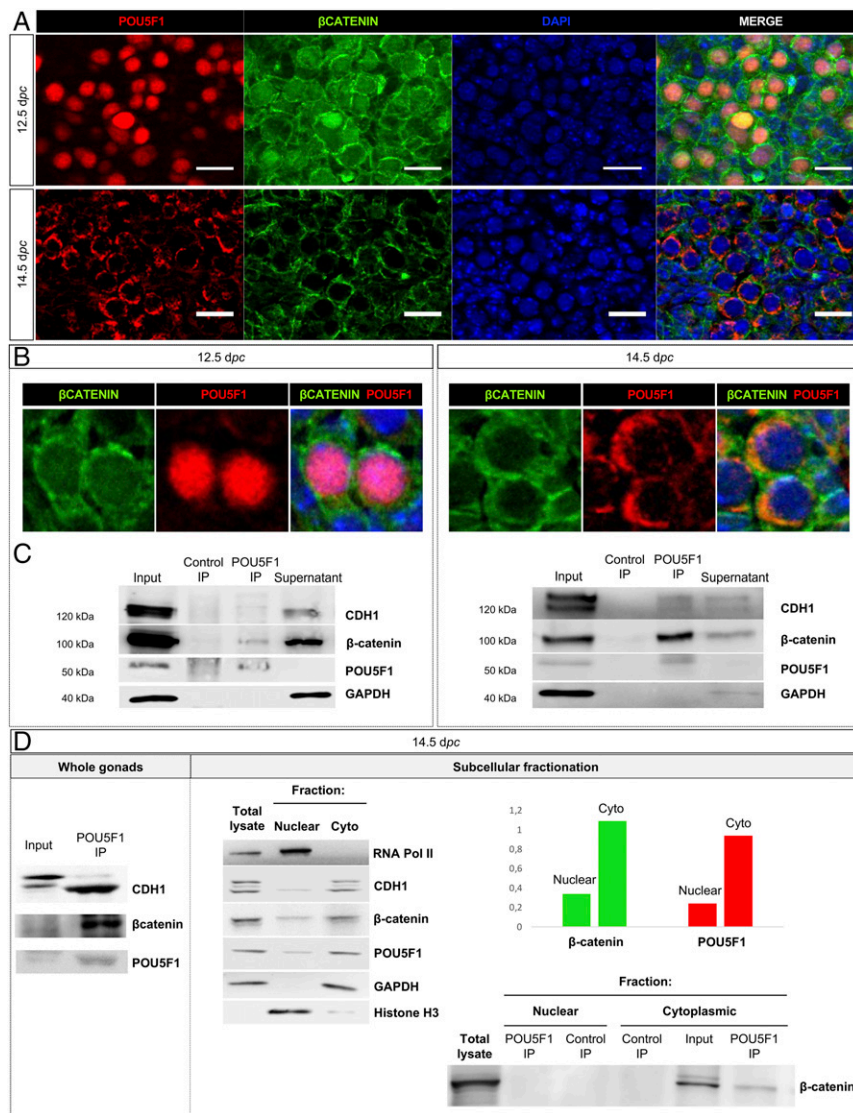 A
POU5F1 βCATENIN DAPI MERGE
12.5 dpc
14.5 dpc
B
12.5 dpc
14.5 dpc
βCATENIN POU5F1 βCATENIN POU5F1
βCATENIN POU5F1 βCATENIN POU5F1
C
Input Control IP POU5F1 IP Supernatant
120 kDa CDH1
100 kDa β-catenin
50 kDa POU5F1
40 kDa GAPDH
Input Control IP POU5F1 IP Supernatant
120 kDa CDH1
100 kDa β-catenin
50 kDa POU5F1
40 kDa GAPDH
D
14.5 dpc
Whole gonads
Subcellular fractionation
Input POU5F1 IP
CDH1
βcatenin
POU5F1
Fraction:
Total lysate Nuclear Cyto
RNA Pol II
CDH1
β-catenin
POU5F1
GAPDH
Histone H3
1,2
1
0,8
0,6
0,4
0,2
0
Nuclear Cyto
Nuclear Cyto
β-catenin POU5F1
Fraction:
Nuclear Cytoplasmic
Total lysate POU5F1 IP Control IP Control IP Input POU5F1 IP
β-catenin